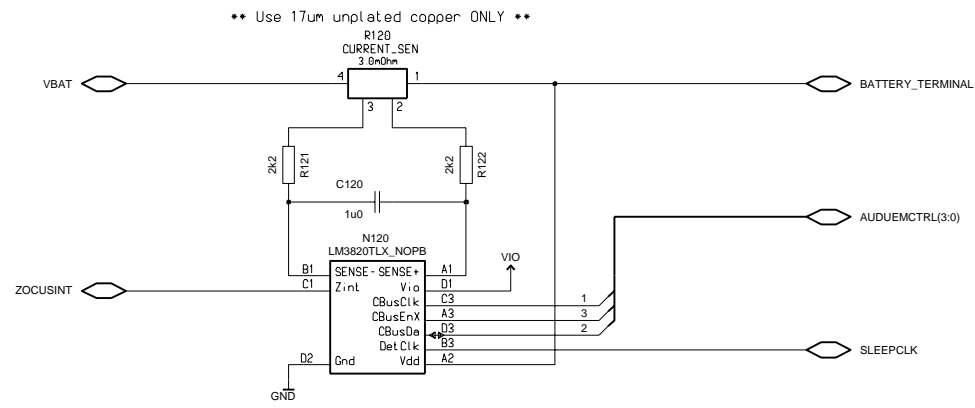 ** Use 17um unplated copper ONLY **
R120
CURRENT_SEN
3.0mOhm
VBAT
4
1
BATTERY_TERMINAL
3
2
2k2
R121
2k2
R122
C120
1u0
AUDUEMCTRL(3:0)
N120
LM3820TLX_NOPB
VIO
B1
SENSE-
SENSE+
A1
ZOCUSINT
C1
Zint
Vio
D1
CBusClk
C3
1
CBusEnX
A3
3
CBusDa
D3
2
DetClk
B3
SLEEPCLK
D2
Gnd
Vdd
A2
GND